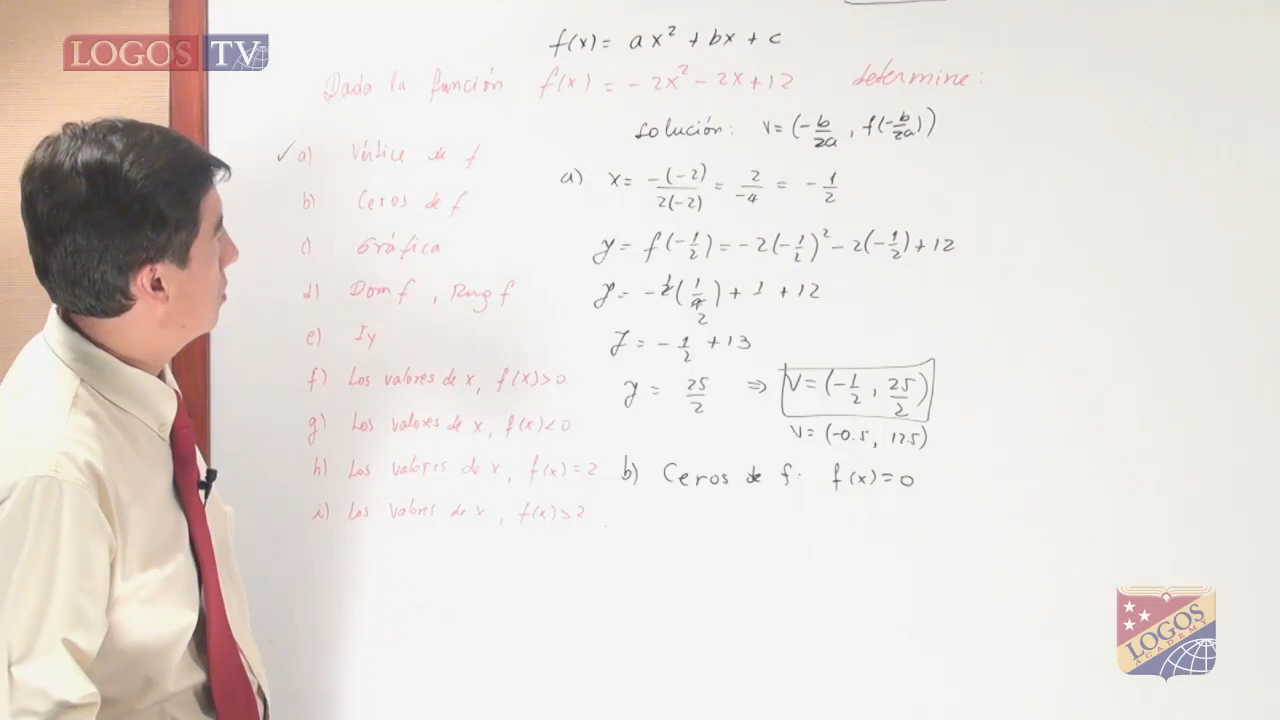 LOGOS TV
f(x) = ax² + bx + c
Dada la función f(x) = -2x² - 2x + 12 determine:
solución: V = (-b/2a, f(-b/2a))
a) Vértice de f
b) Ceros de f
c) Gráfica
d) Dom f, Rng f
e) Iy
f) Los valores de x, f(x) > 0
g) Los valores de x, f(x) < 0
h) Los valores de x, f(x) = 2
i) Los valores de x, f(x) > 2
a) x = -(-2)/2(-2) = 2/-4 = -1/2
y = f(-1/2) = -2(-1/2)² - 2(-1/2) + 12
y = -2(1/4) + 1 + 12
y = -1/2 + 13
y = 25/2 ⇒ V = (-1/2, 25/2)
V = (-0.5, 12.5)
b) Ceros de f: f(x) = 0
LOGOS
ACADEMY